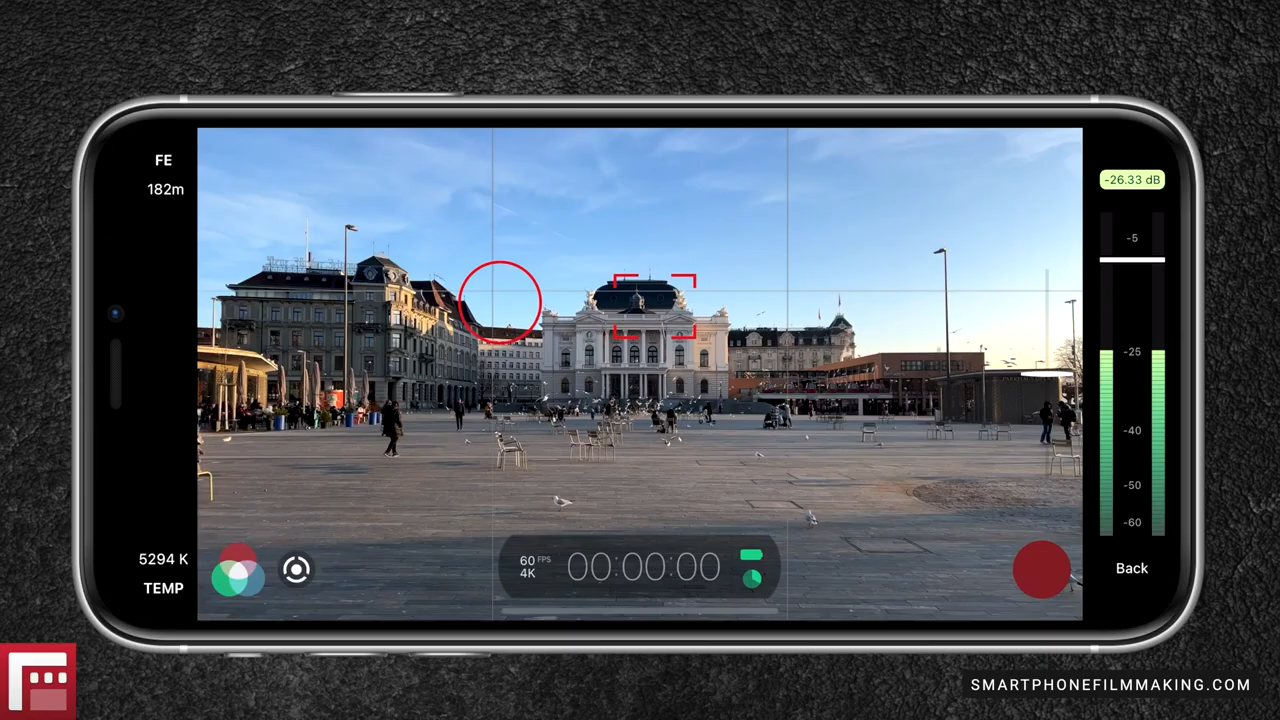 FE
182m
-26.33 dB
-5
-25
-40
-50
-60
5294 K
TEMP
60 FPS
4K
00:00:00
Back
SMARTPHONEFILMMAKING.COM